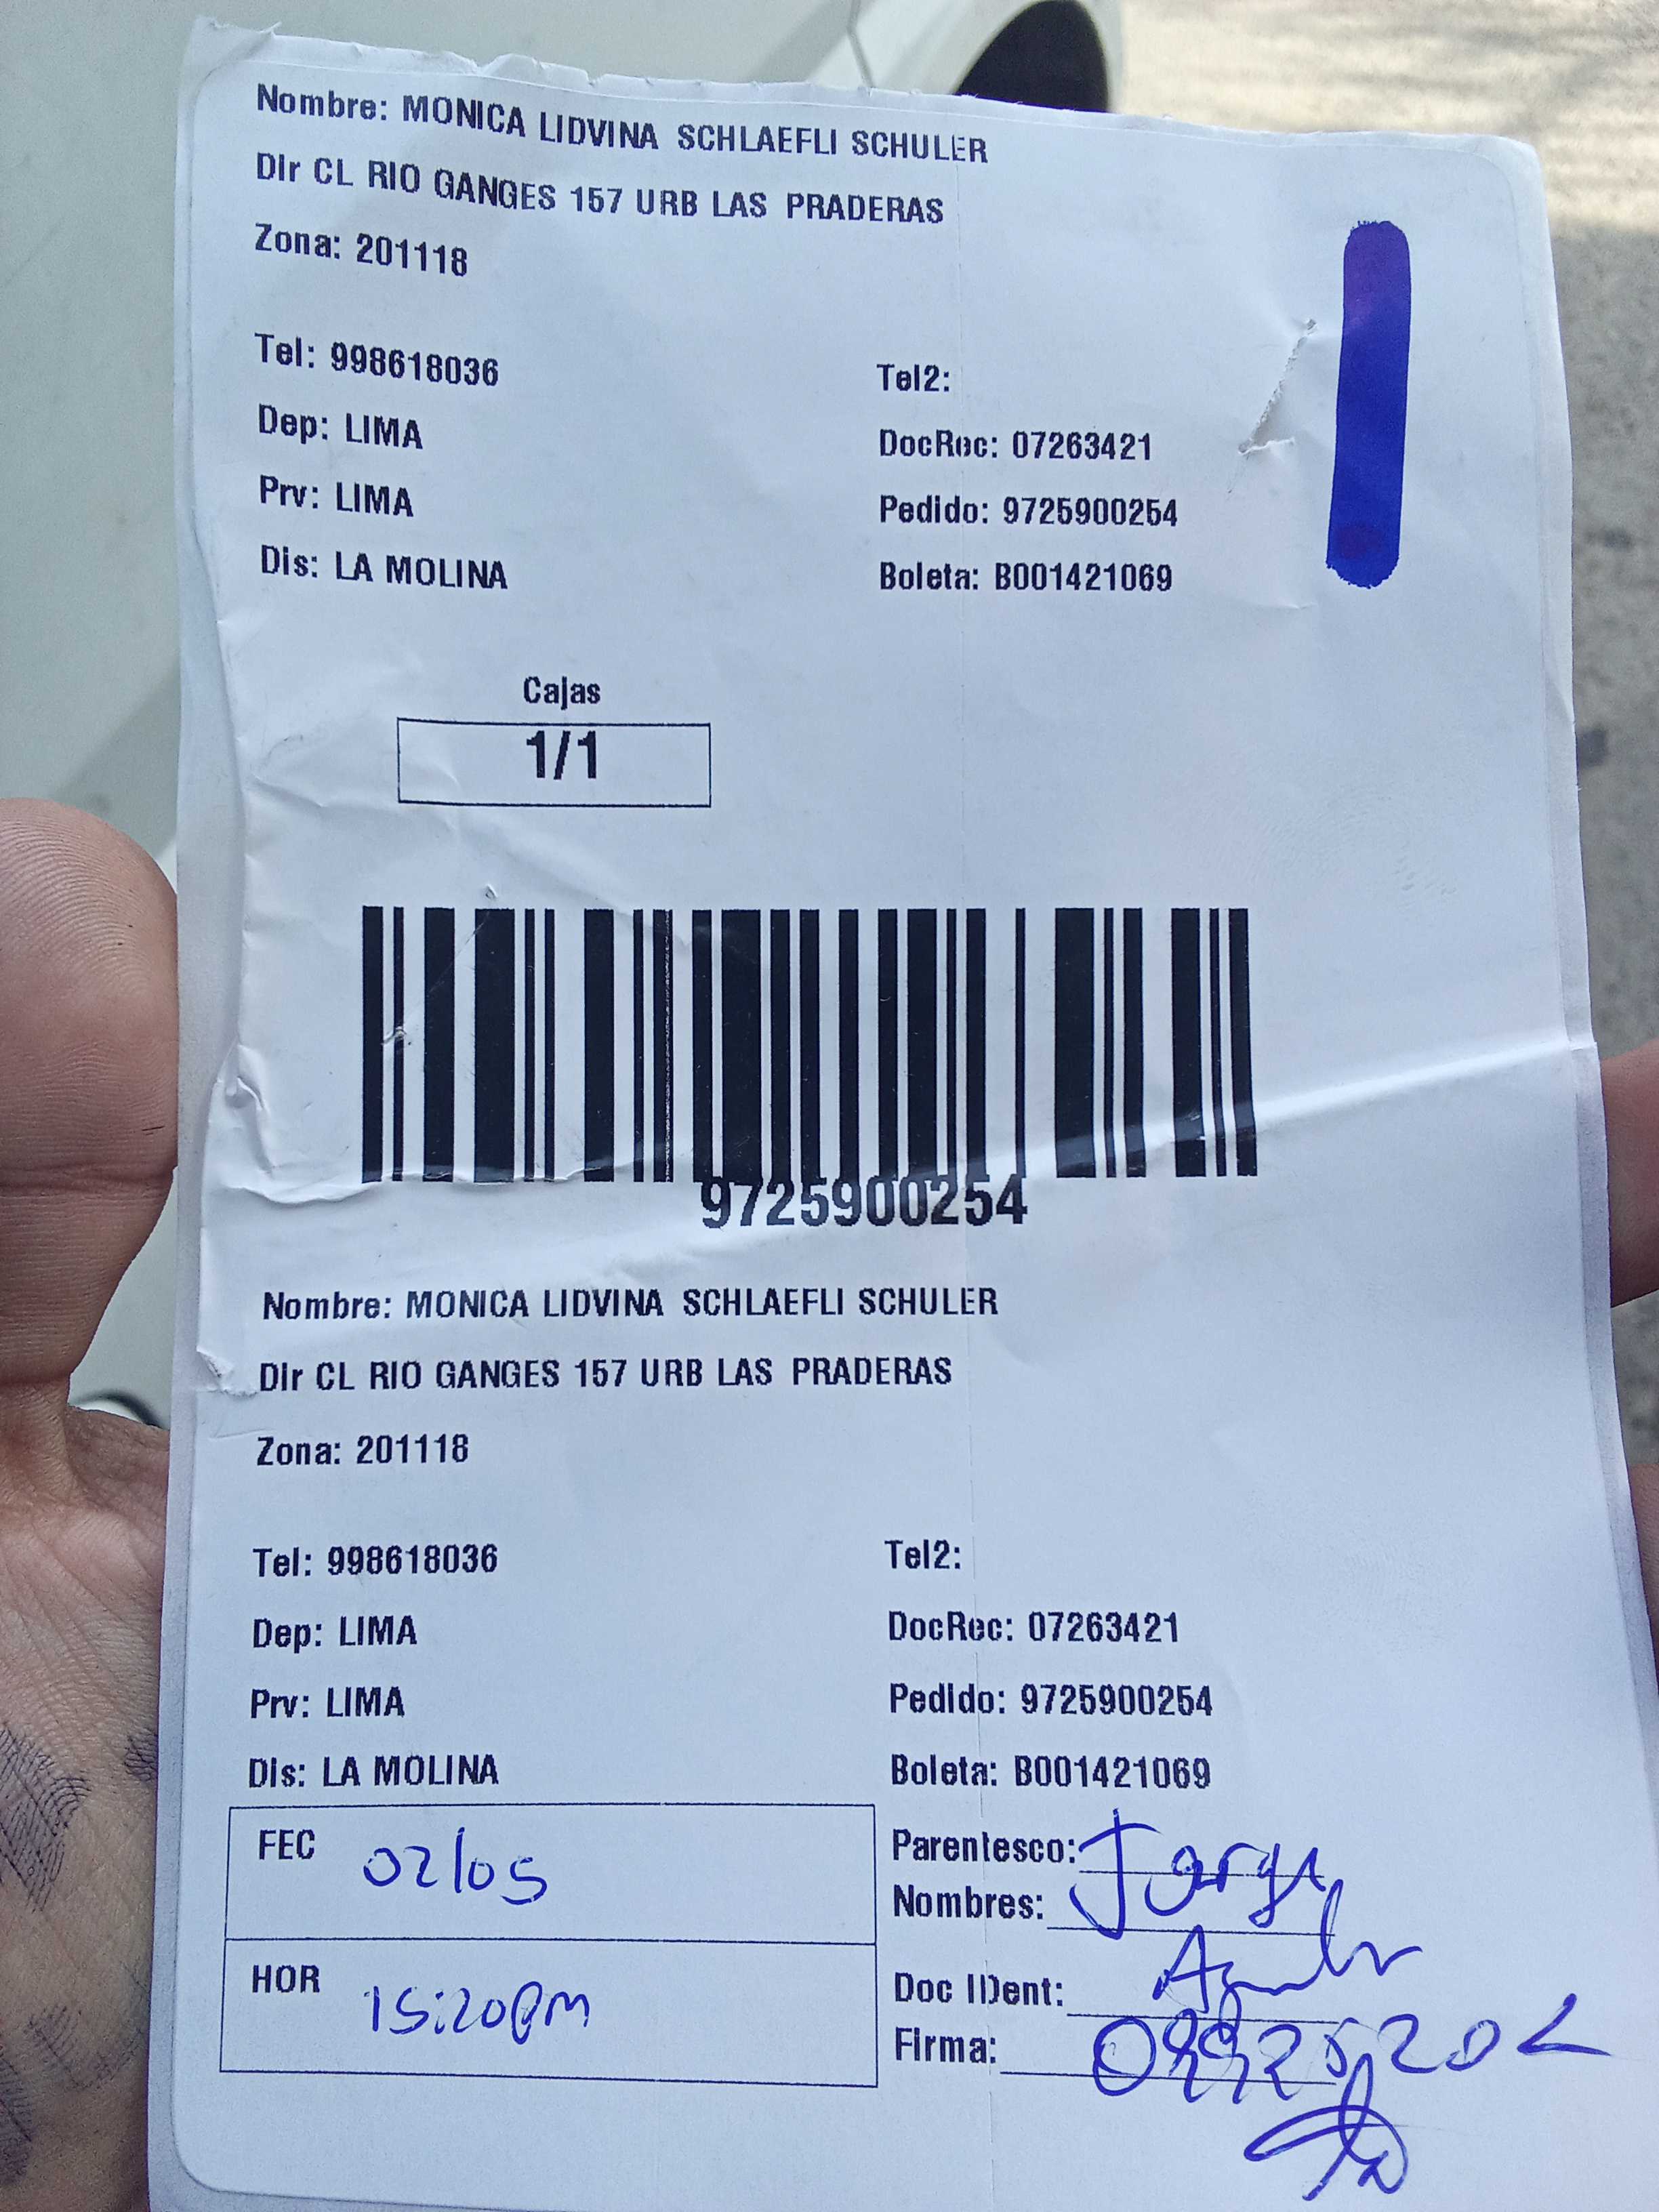 Nombre: MONICA LIDVINA SCHLAEFLI SCHULER
Dir CL RIO GANGES 157 URB LAS PRADERAS
Zona: 201118
Tel: 998618036 Tel2:
Dep: LIMA DocRec: 07263421
Prv: LIMA Pedido: 9725900254
Dis: LA MOLINA Boleta: B001421069
Cajas
1/1
9725900254
Nombre: MONICA LIDVINA SCHLAEFLI SCHULER
Dir CL RIO GANGES 157 URB LAS PRADERAS
Zona: 201118
Tel: 998618036 Tel2:
Dep: LIMA DocRec: 07263421
Prv: LIMA Pedido: 9725900254
Dis: LA MOLINA Boleta: B001421069
FEC 02/05
Parentesco: Jorge
Nombres:
HOR 15:20pm
Doc IDent:
Firma: